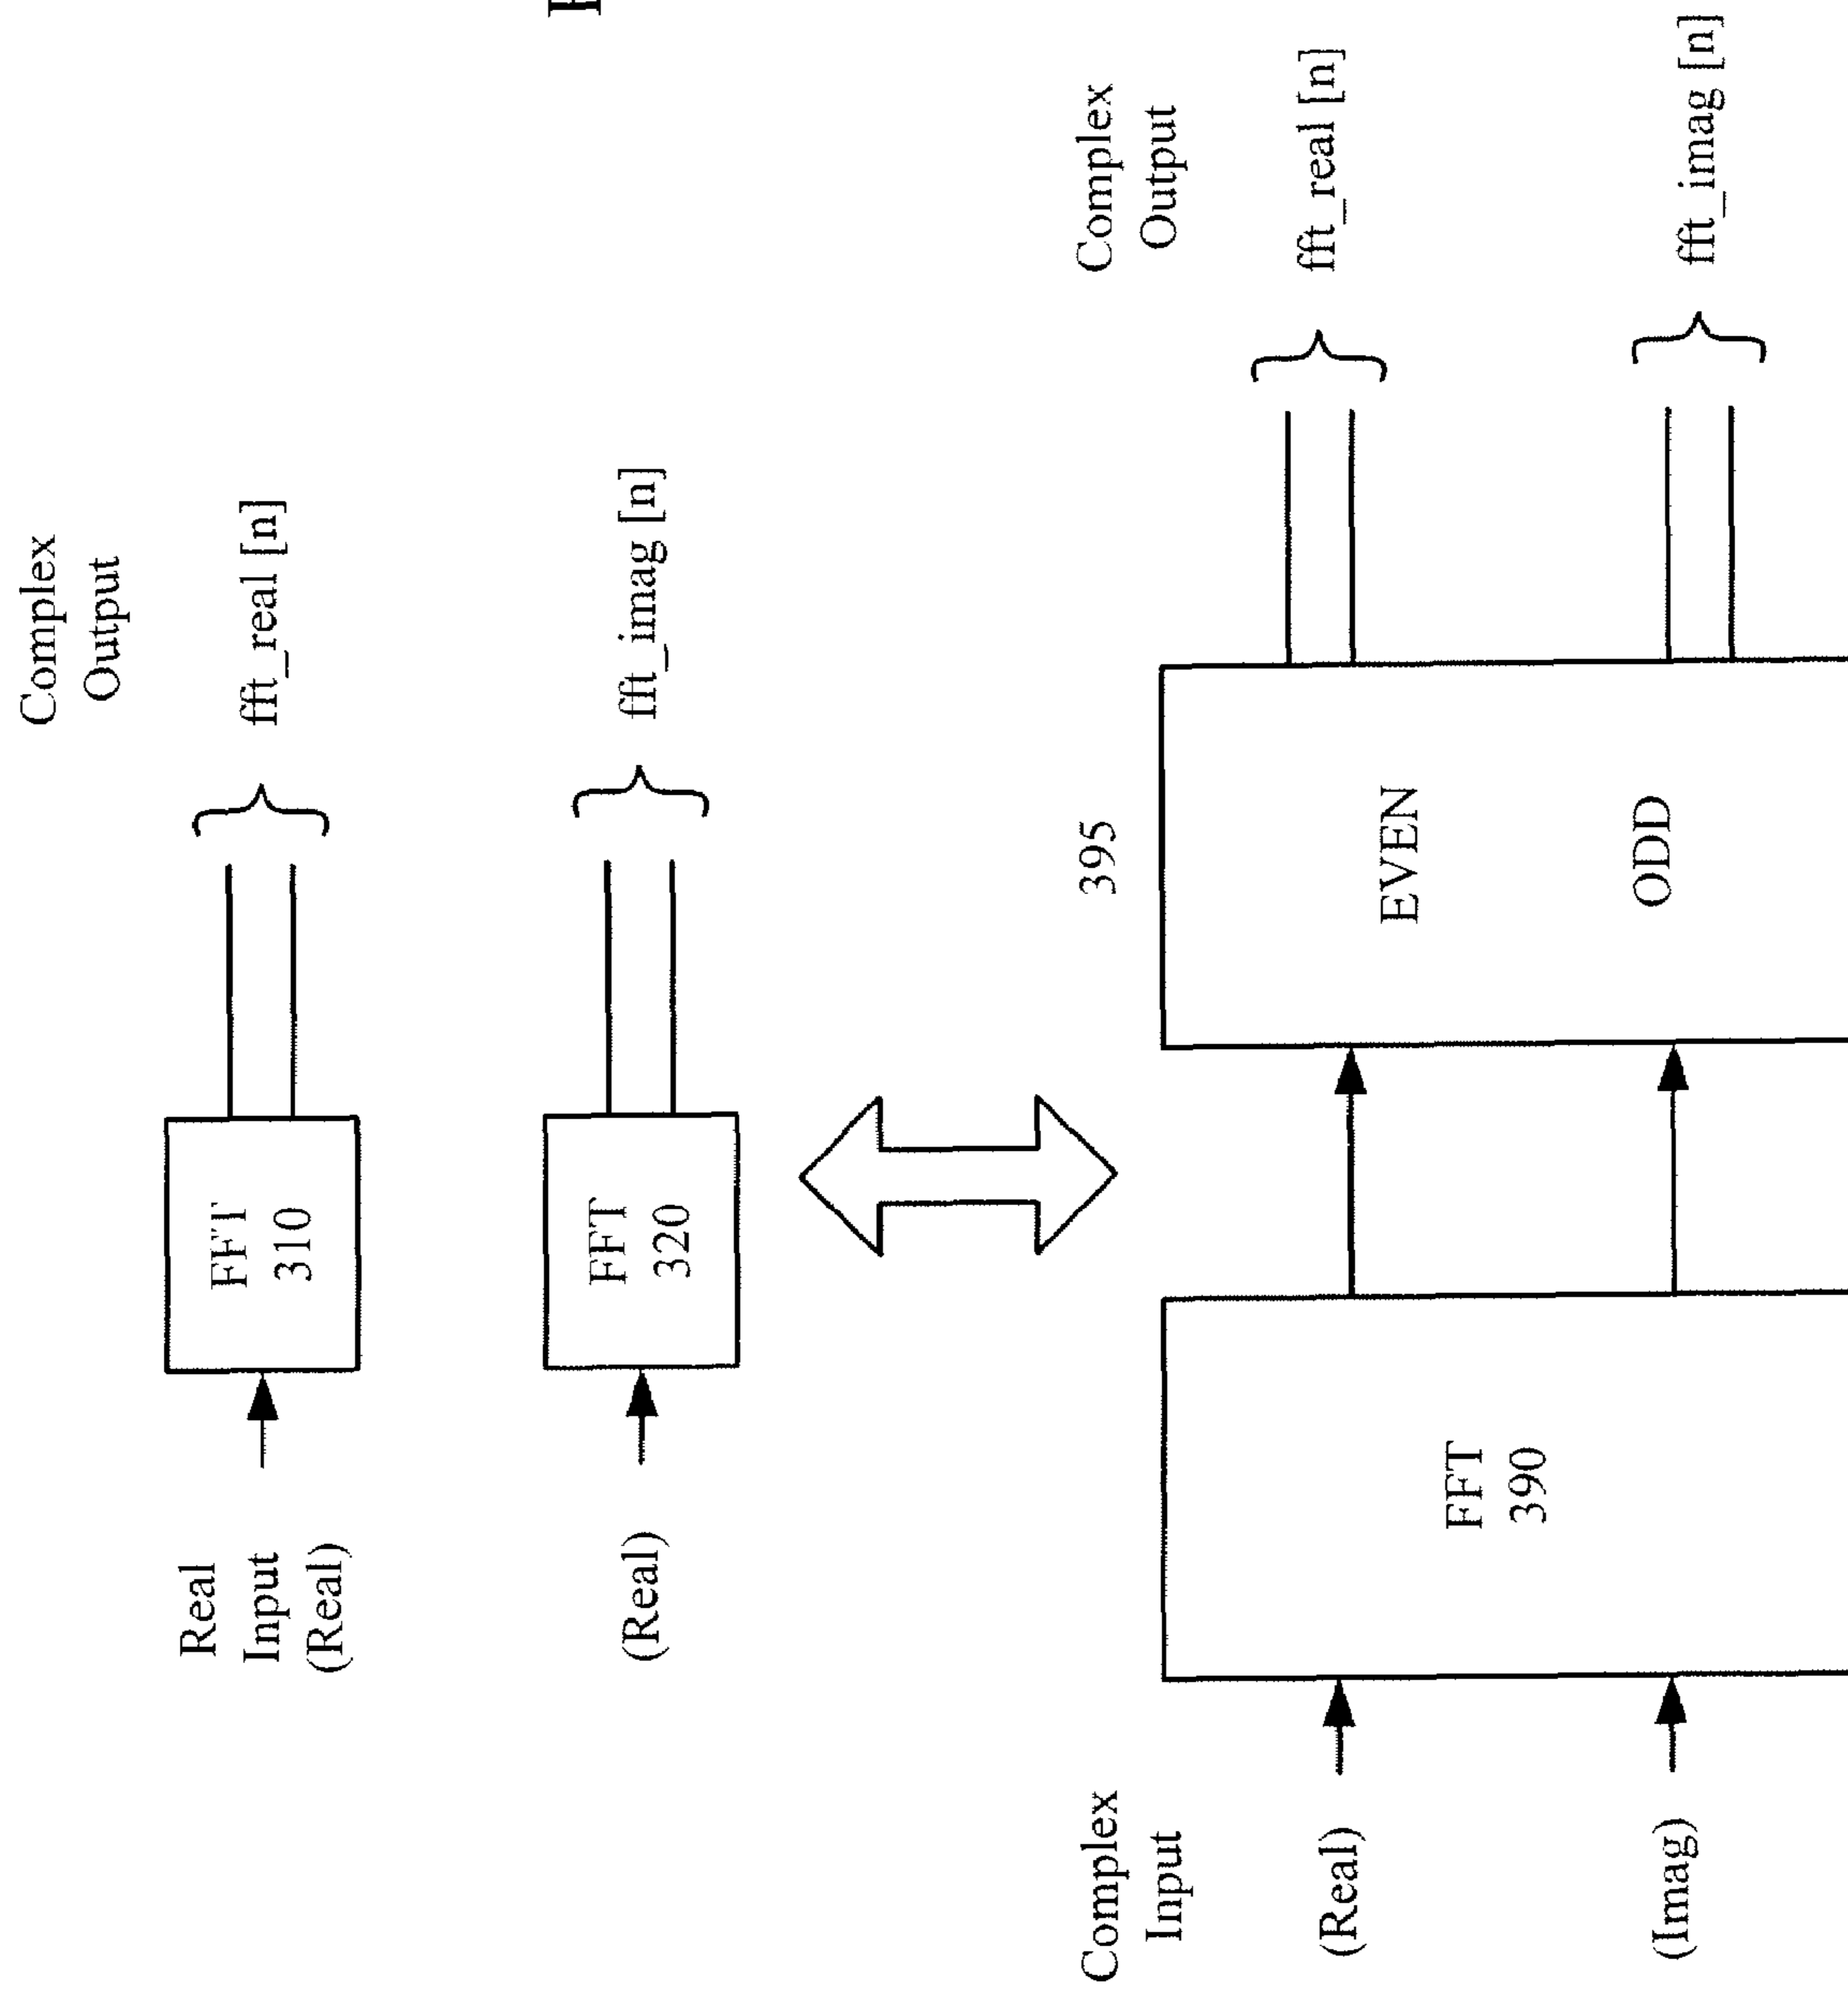 Complex
Output
Real
Input
(Real)
FFT
310
fft_real [n]
(Real)
FFT
320
fft_imag [n]
Complex
Input
395
Complex
Output
(Real)
FFT
390
EVEN
fft_real [n]
(Imag)
ODD
fft_imag [n]